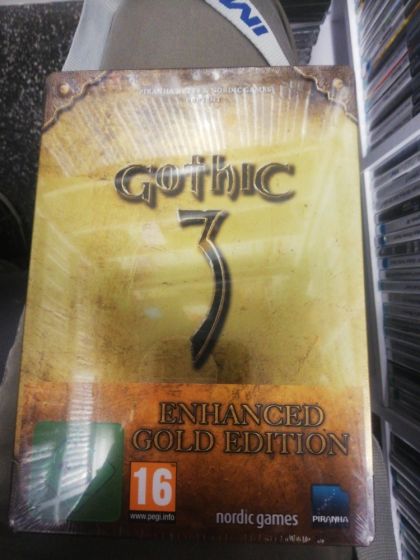 PIRANHA BYTES & NORDIC GAMES
GOTHIC
3
ENHANCED
GOLD EDITION
16
www.pegi.info
nordic games
PIRANHA